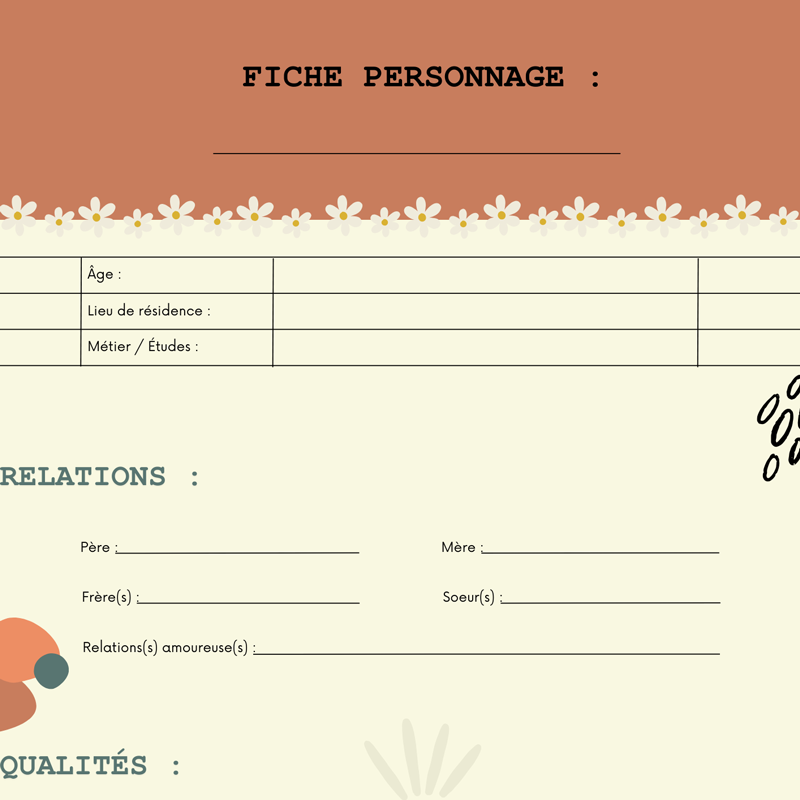 FICHE PERSONNAGE :
Âge :
Lieu de résidence :
Métier / Études :
RELATIONS :
Père :
Mère :
Frère(s) :
Soeur(s) :
Relations(s) amoureuse(s) :
QUALITÉS :